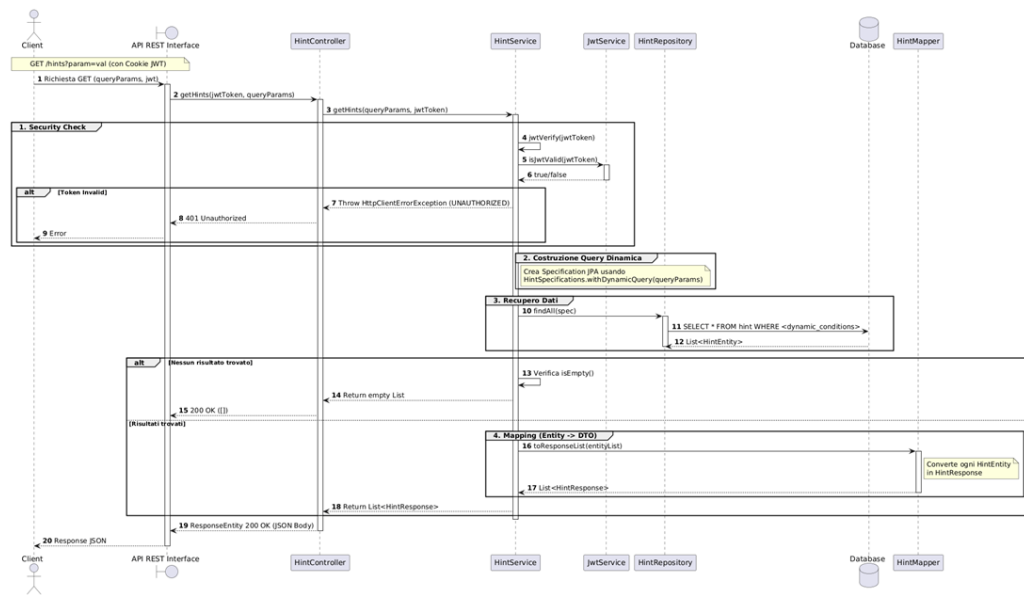 Client
API REST Interface
HintController
HintService
JwtService
HintRepository
Database
HintMapper
GET /hints?param=val (con Cookie JWT)
1 Richiesta GET (queryParams, jwt)
2 getHints(jwtToken, queryParams)
3 getHints(queryParams, jwtToken)
1. Security Check
4 jwtVerify(jwtToken)
5 isJwtValid(jwtToken)
6 true/false
alt [Token Invalid]
7 Throw HttpClientErrorException (UNAUTHORIZED)
8 401 Unauthorized
9 Error
2. Costruzione Query Dinamica
Crea Specification JPA usando
HintSpecifications.withDynamicQuery(queryParams)
3. Recupero Dati
10 findAll(spec)
11 SELECT * FROM hint WHERE <dynamic_conditions>
12 List<HintEntity>
alt [Nessun risultato trovato]
13 Verifica isEmpty()
14 Return empty List
15 200 OK ([])
[Risultati trovati]
4. Mapping (Entity -> DTO)
16 toResponseList(entityList)
Converte ogni HintEntity
in HintResponse
17 List<HintResponse>
18 Return List<HintResponse>
19 ResponseEntity 200 OK (JSON Body)
20 Response JSON
Client
API REST Interface
HintController
HintService
JwtService
HintRepository
Database
HintMapper